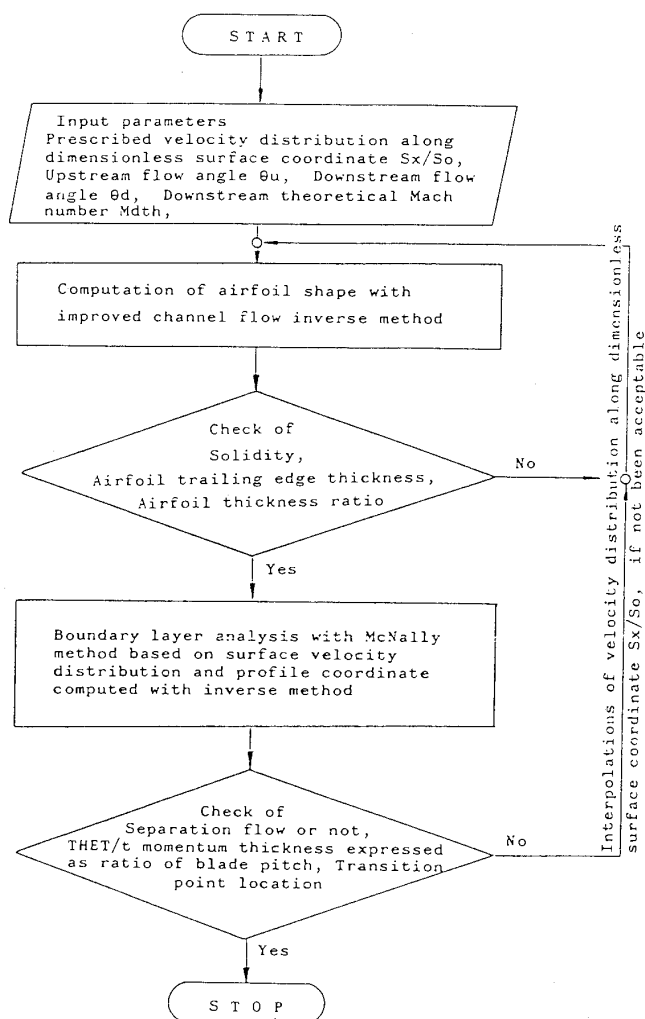 START
Input parameters
Prescribed velocity distribution along
dimensionless surface coordinate Sx/So,
Upstream flow angle θu, Downstream flow
angle θd, Downstream theoretical Mach
number Mdth,
Computation of airfoil shape with
improved channel flow inverse method
Check of
Solidity,
Airfoil trailing edge thickness,
Airfoil thickness ratio
No
Yes
Boundary layer analysis with McNally
method based on surface velocity
distribution and profile coordinate
computed with inverse method
Check of
Separation flow or not,
THET/t momentum thickness expressed
as ratio of blade pitch, Transition
point location
No
Yes
STOP
Interpolations of velocity distribution along dimensionless
surface coordinate Sx/So, if not been acceptable